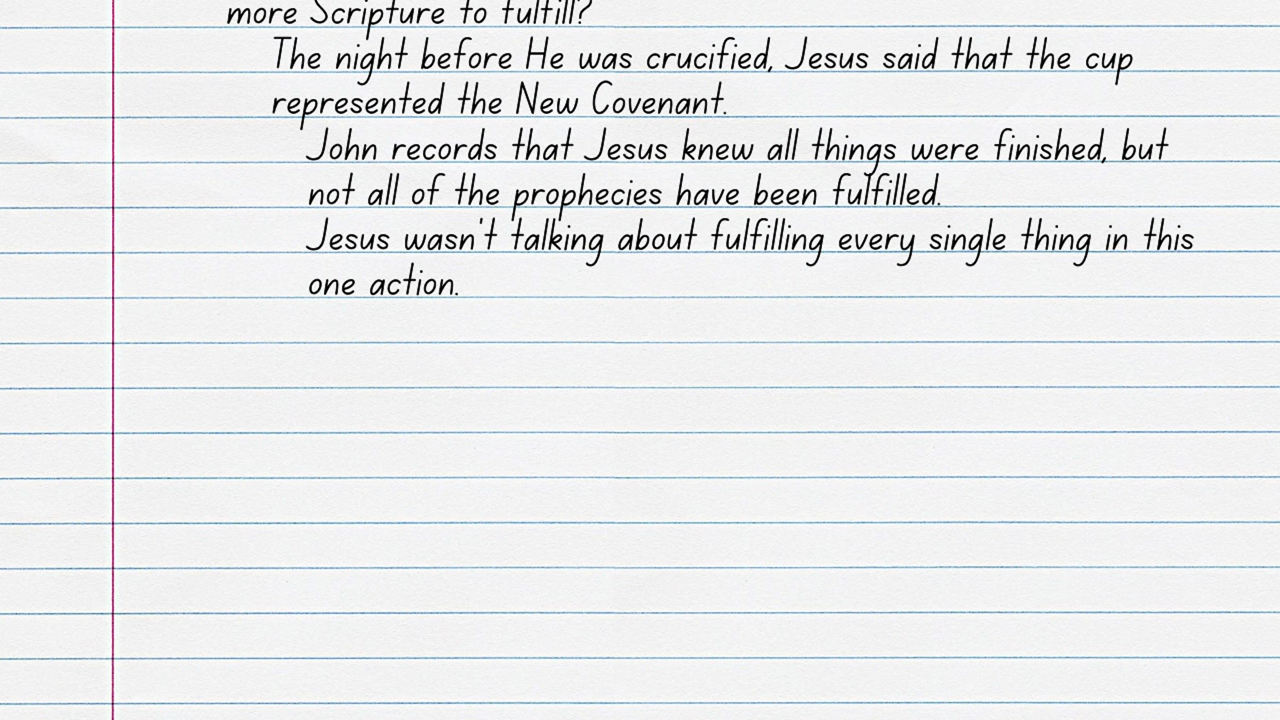 more Scripture to fulfill?
The night before He was crucified, Jesus said that the cup
represented the New Covenant.
John records that Jesus knew all things were finished, but
not all of the prophecies have been fulfilled.
Jesus wasn't talking about fulfilling every single thing in this
one action.